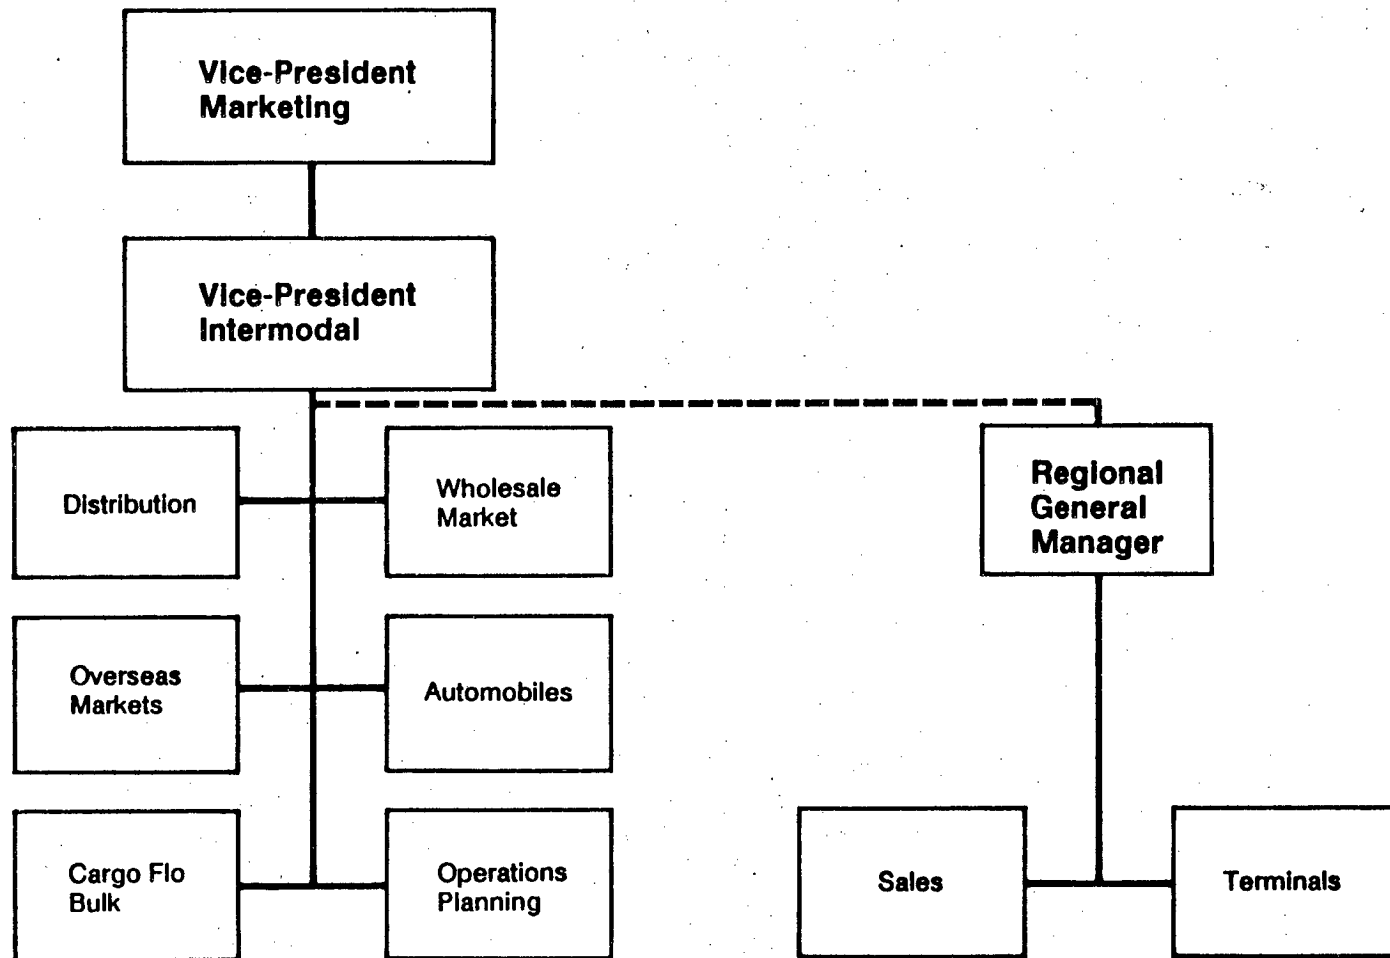 Vice-President
Marketing
Vice-President
Intermodal
Distribution
Wholesale
Market
Regional
General
Manager
Overseas
Markets
Automobiles
Cargo Flo
Bulk
Operations
Planning
Sales
Terminals